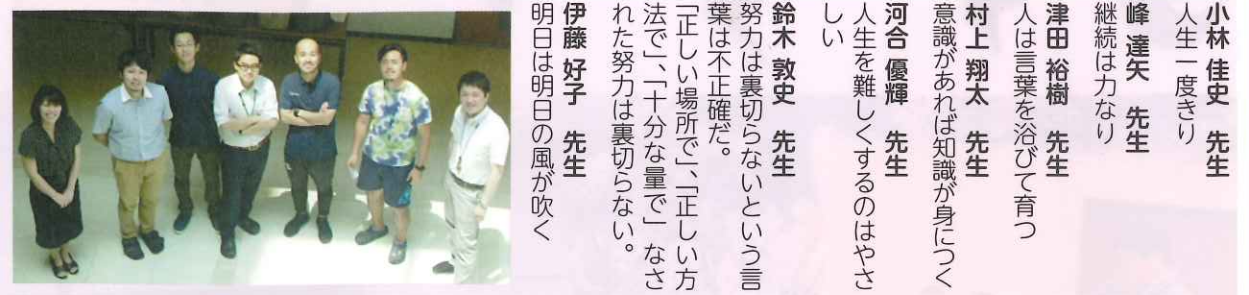 小林 佳史 先生
人生一度きり
峰 達矢 先生
継続は力なり
津田 裕樹 先生
人は言葉を浴びて育つ
村上 翔太 先生
意識があれば知識が身につく
河合 優輝 先生
人生を難しくするのはやさ
しい
鈴木 敦史 先生
努力は裏切らないという言
葉は不正確だ。
「正しい場所で」、「正しい方
法で」、「十分な量で」なさ
れた努力は裏切らない。
伊藤 好子 先生
明日は明日の風が吹く